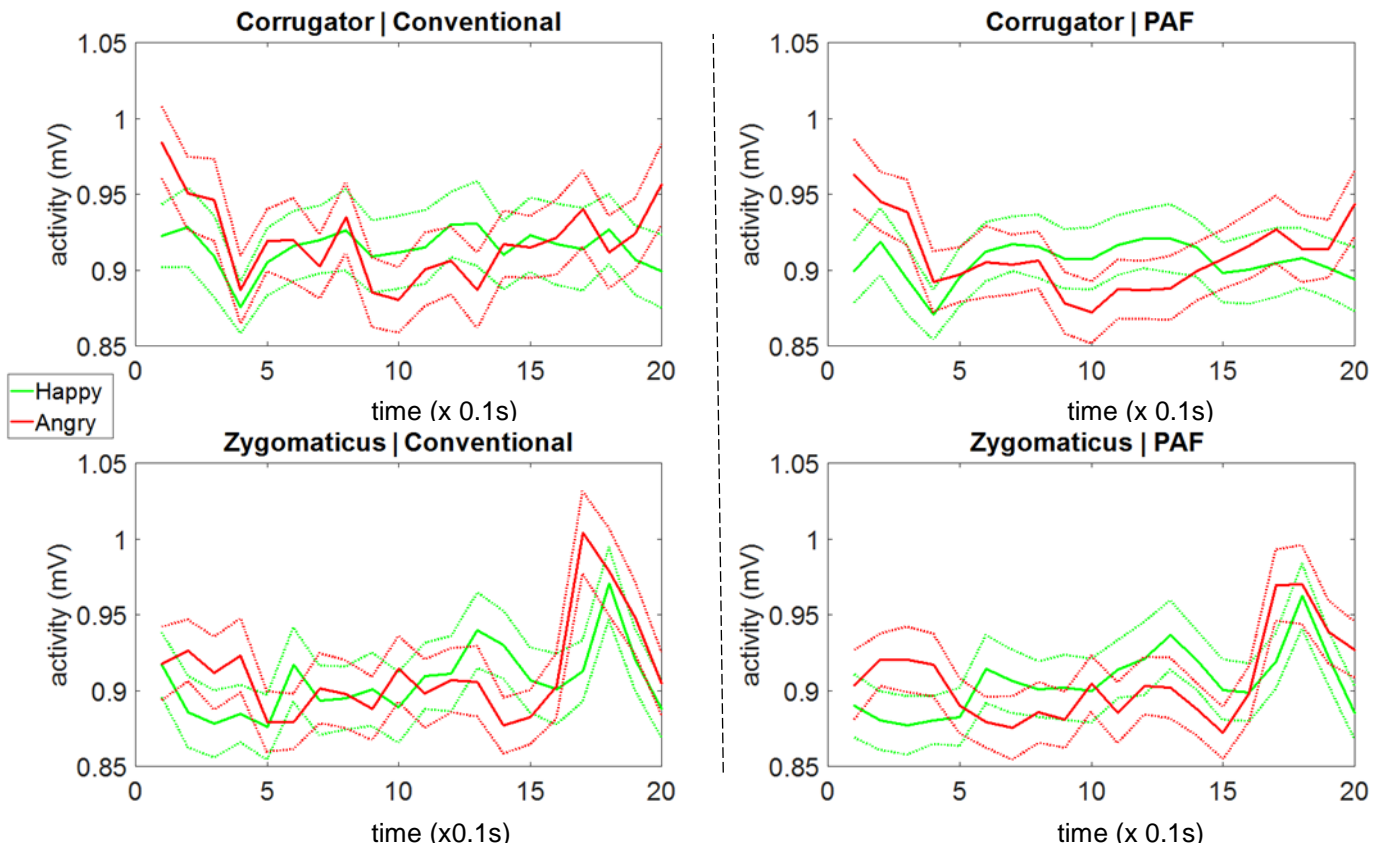 Corrugator | Conventional
1.05
1
0.95
0.9
0.85
activity (mV)
0 5 10 15 20
time (x 0.1s)
Corrugator | PAF
1.05
1
0.95
0.9
0.85
activity (mV)
0 5 10 15 20
time (x 0.1s)
Happy
Angry
Zygomaticus | Conventional
1.05
1
0.95
0.9
0.85
activity (mV)
0 5 10 15 20
time (x0.1s)
Zygomaticus | PAF
1.05
1
0.95
0.9
0.85
activity (mV)
0 5 10 15 20
time (x 0.1s)